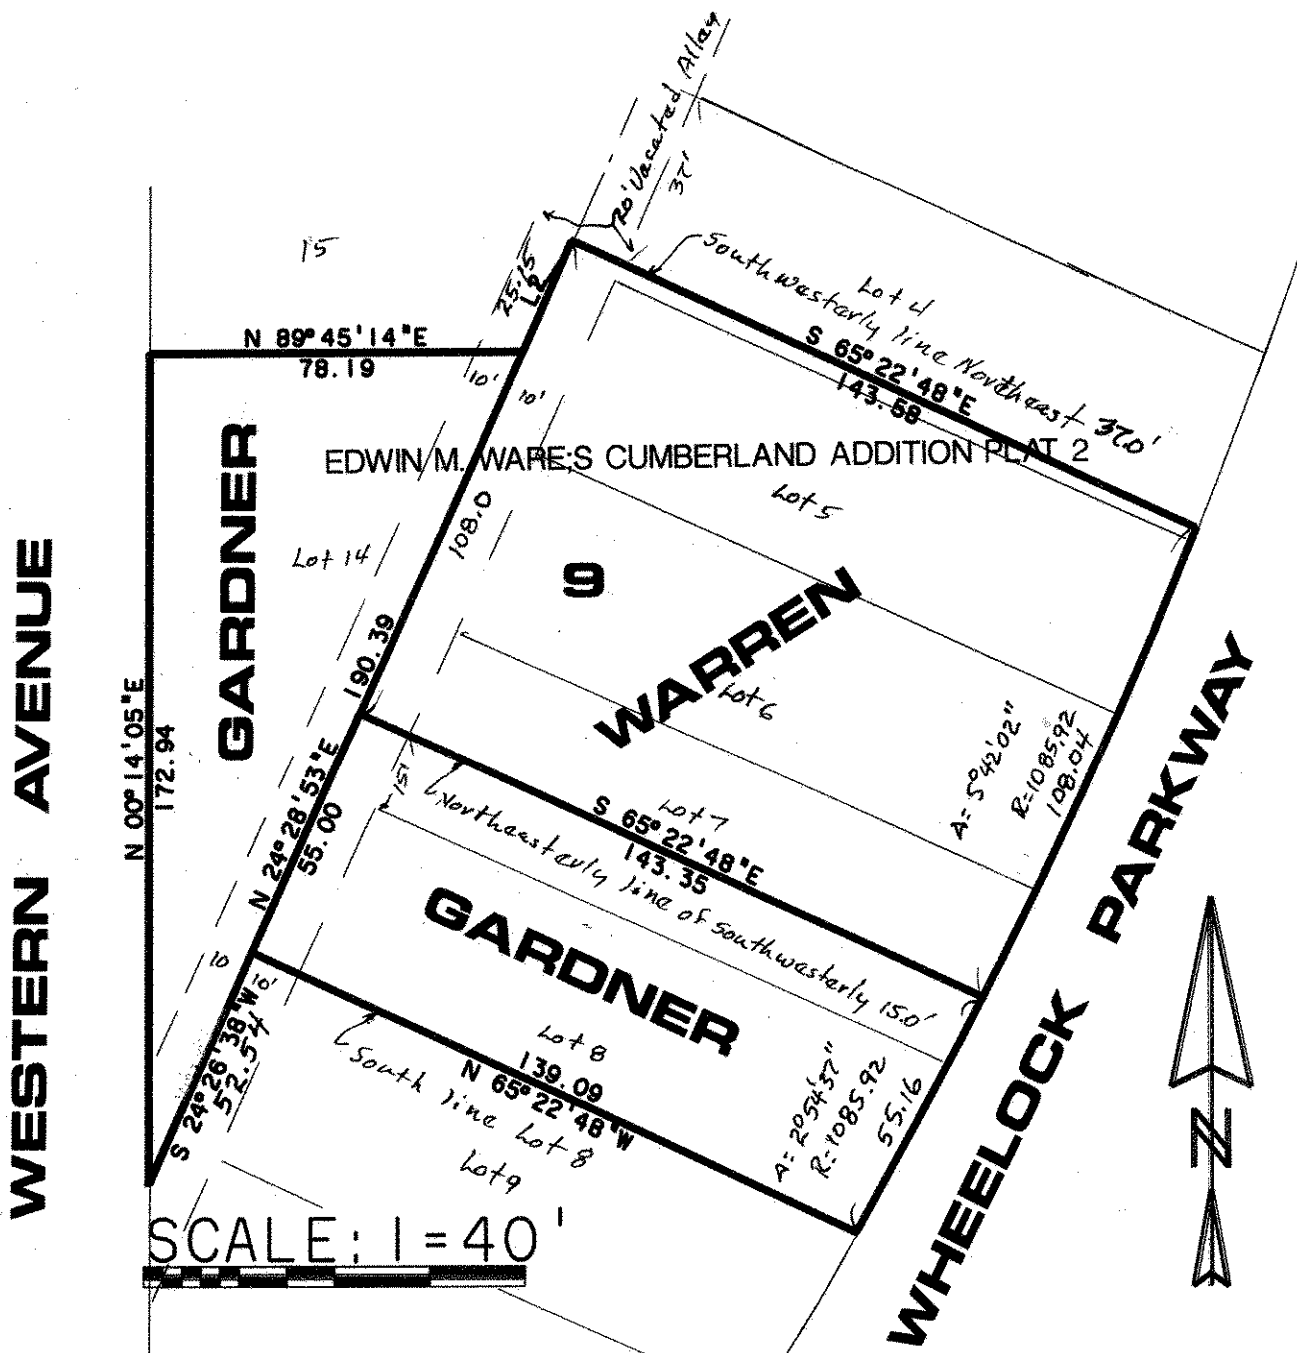 20' Vacated Alley
37'
15
25.15
L2
Southwesterly line Northeast 37.0'
Lot 4
N 89°45'14"E
78.19
S 65°22'48"E
143.58
10'
10'
EDWIN M. WARE;S CUMBERLAND ADDITION PLAT 2
GARDNER
Lot 5
108.0
Lot 14
9
WARREN
WESTERN AVENUE
190.39
Lot 6
N 00°14'05"E
172.94
A= 5°42'02"
R=1085.92
108.04
WHEELOCK PARKWAY
15'
Lot 7
S 65°22'48"E
143.35
N 24°28'53"E
55.00
Northeasterly line of Southwesterly 15.0'
GARDNER
10
10'
S 24°26'38"W
52.54
Lot 8
139.09
N 65°22'48"W
South line Lot 8
A= 2°54'37"
R=1085.92
55.16
Lot 9
N
SCALE; 1=40'